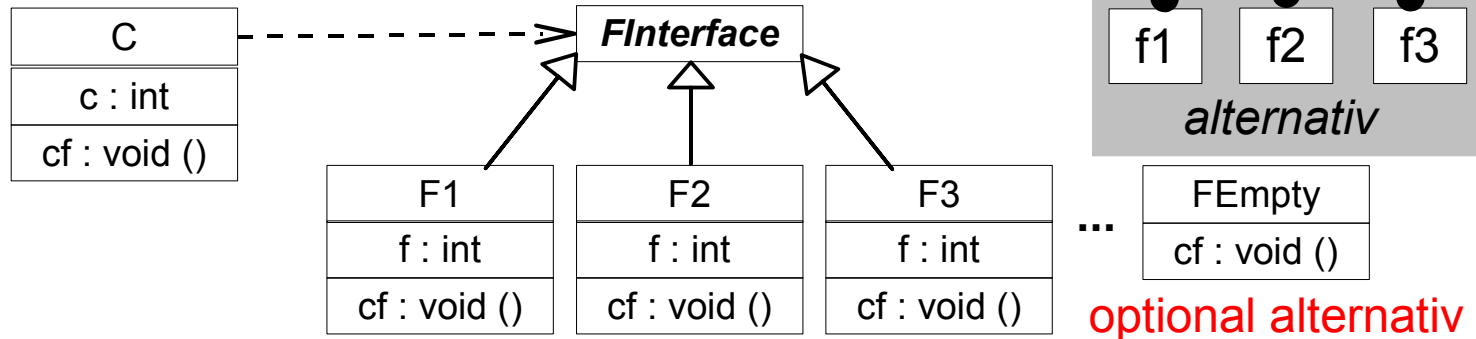 C
c : int
cf : void ()
FInterface
F1
f : int
cf : void ()
F2
f : int
cf : void ()
F3
f : int
cf : void ()
...
FEmpty
cf : void ()
optional alternativ
f1
f2
f3
alternativ